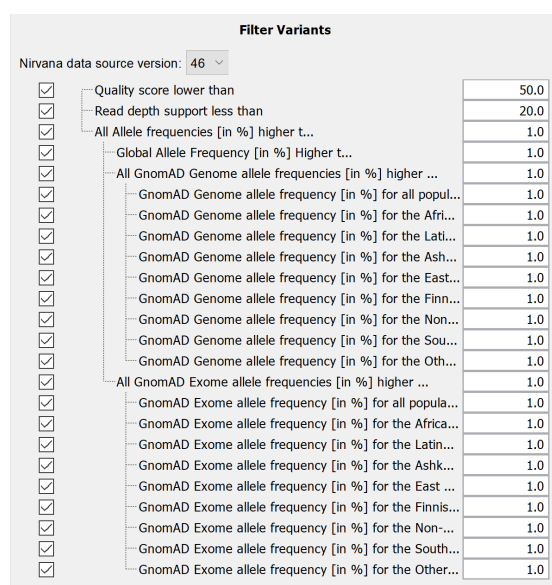 Filter Variants
Nirvana data source version: 46
Quality score lower than 50.0
Read depth support less than 20.0
All Allele frequencies [in %] higher t... 1.0
Global Allele Frequency [in %] Higher t... 1.0
All GnomAD Genome allele frequencies [in %] higher ... 1.0
GnomAD Genome allele frequency [in %] for all popul... 1.0
GnomAD Genome allele frequency [in %] for the Afri... 1.0
GnomAD Genome allele frequency [in %] for the Lati... 1.0
GnomAD Genome allele frequency [in %] for the Ash... 1.0
GnomAD Genome allele frequency [in %] for the East... 1.0
GnomAD Genome allele frequency [in %] for the Finn... 1.0
GnomAD Genome allele frequency [in %] for the Non... 1.0
GnomAD Genome allele frequency [in %] for the Sou... 1.0
GnomAD Genome allele frequency [in %] for the Oth... 1.0
All GnomAD Exome allele frequencies [in %] higher ... 1.0
GnomAD Exome allele frequency [in %] for all popula... 1.0
GnomAD Exome allele frequency [in %] for the Africa... 1.0
GnomAD Exome allele frequency [in %] for the Latin... 1.0
GnomAD Exome allele frequency [in %] for the Ashk... 1.0
GnomAD Exome allele frequency [in %] for the East ... 1.0
GnomAD Exome allele frequency [in %] for the Finnis... 1.0
GnomAD Exome allele frequency [in %] for the Non-... 1.0
GnomAD Exome allele frequency [in %] for the South... 1.0
GnomAD Exome allele frequency [in %] for the Other... 1.0